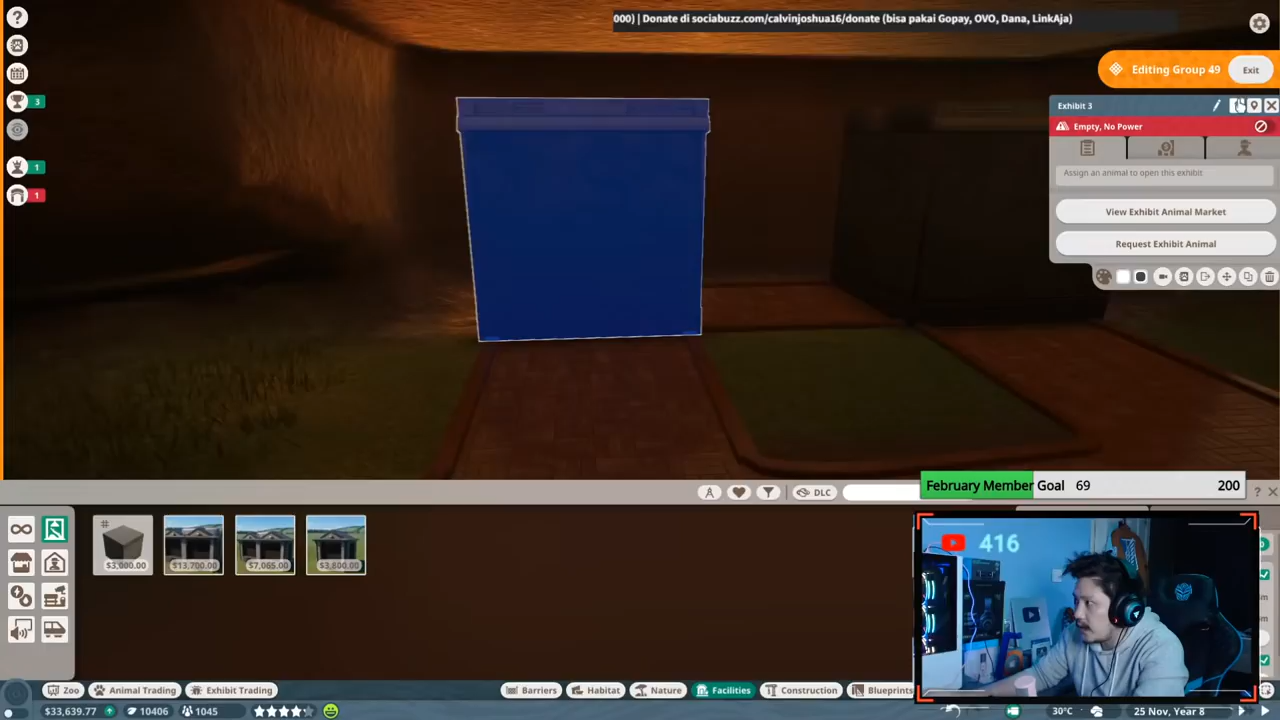 000) | Donate di sociabuzz.com/calvinjoshua16/donate (bisa pakai Gopay, OVO, Dana, LinkAja)
Editing Group 49
Exit
3
Exhibit 3
Empty, No Power
1
1
Assign an animal to open this exhibit
View Exhibit Animal Market
Request Exhibit Animal
DLC
February Member Goal 69 200
416
$3,000.00
$13,700.00
$7,065.00
$3,800.00
Zoo
Animal Trading
Exhibit Trading
Barriers
Habitat
Nature
Facilities
Construction
Blueprints
$33,639.77
10406
1045
30°C
25 Nov, Year 8